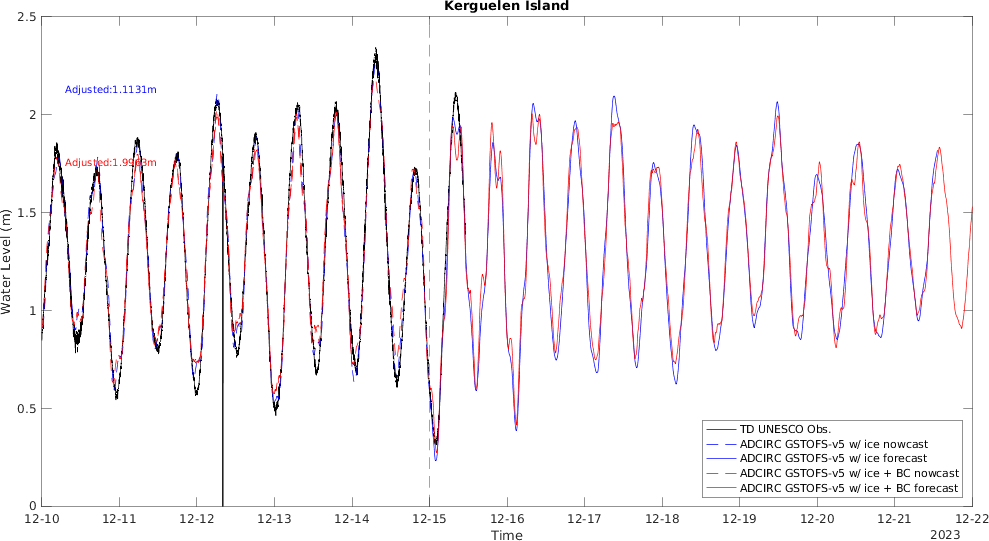 Kerguelen Island
2.5
2
1.5
1
0.5
0
Water Level (m)
Adjusted:1.1131m
Adjusted:1.9963m
TD UNESCO Obs.
ADCIRC GSTOFS-v5 w/ ice nowcast
ADCIRC GSTOFS-v5 w/ ice forecast
ADCIRC GSTOFS-v5 w/ ice + BC nowcast
ADCIRC GSTOFS-v5 w/ ice + BC forecast
12-10 12-11 12-12 12-13 12-14 12-15 12-16 12-17 12-18 12-19 12-20 12-21 12-22
Time
2023